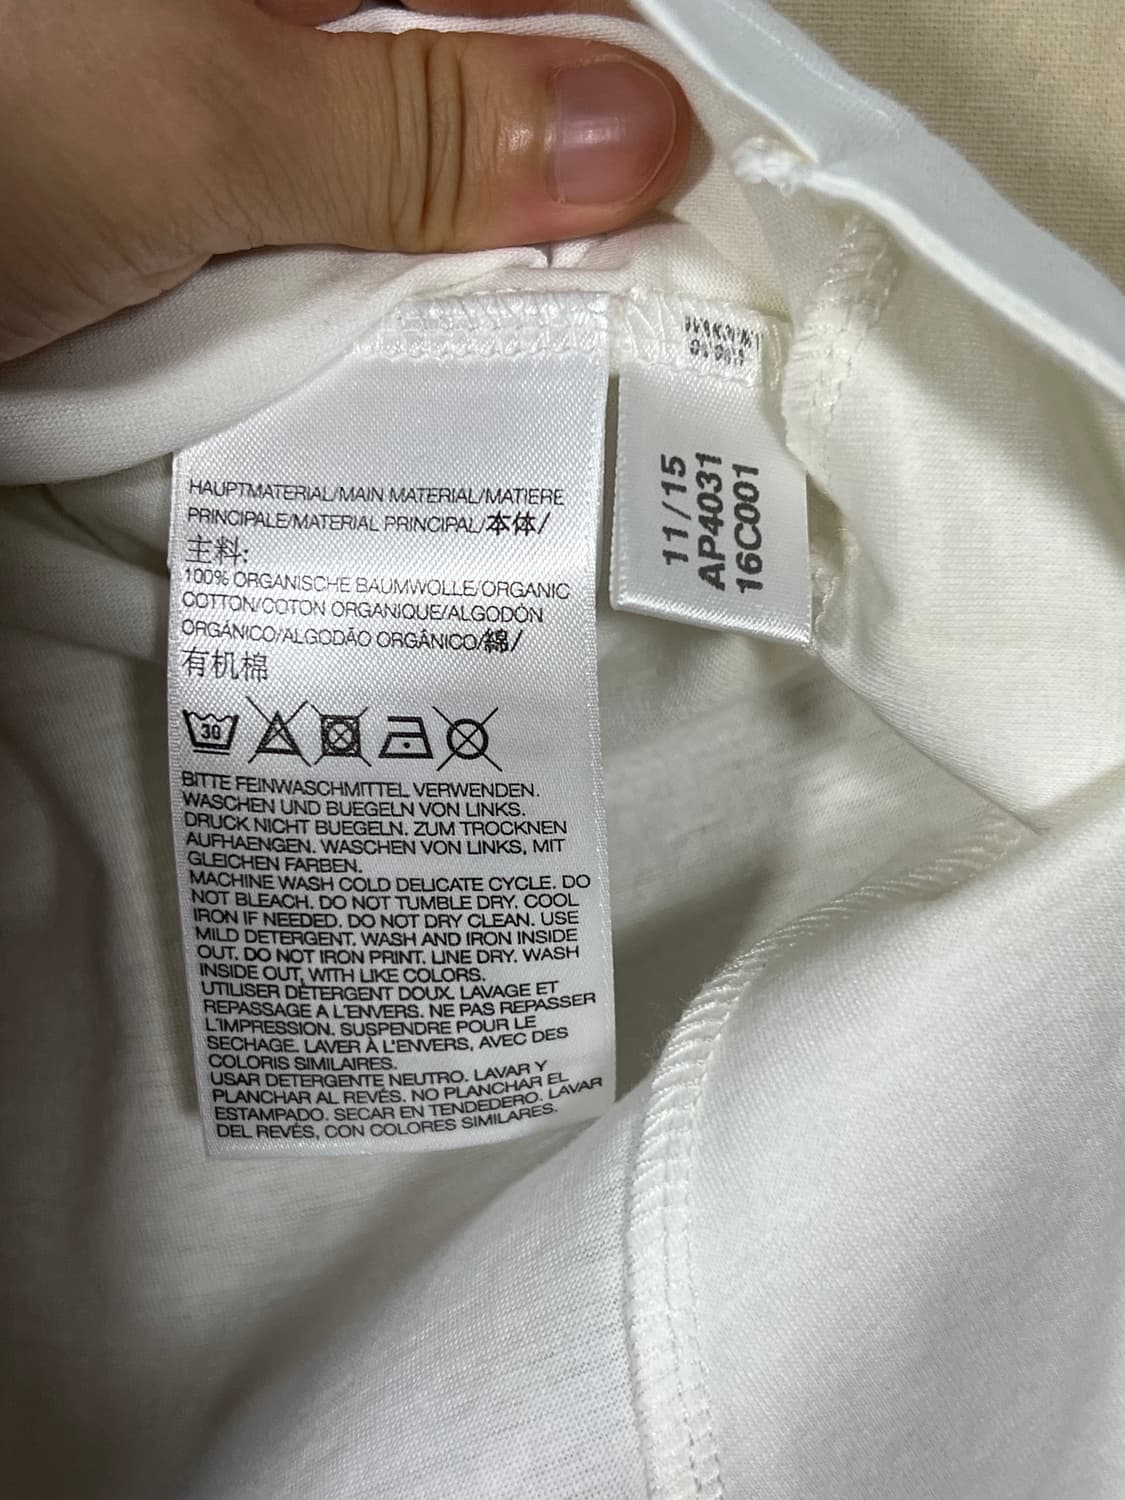 HAUPTMATERIAL/MAIN MATERIAL/MATIERE
PRINCIPALE/MATERIAL PRINCIPAL/本体/
主料:
100% ORGANISCHE BAUMWOLLE/ORGANIC
COTTON/COTON ORGANIQUE/ALGODÓN
ORGÁNICO/ALGODÃO ORGÂNICO/綿/
有机棉
30
BITTE FEINWASCHMITTEL VERWENDEN.
WASCHEN UND BUEGELN VON LINKS.
DRUCK NICHT BUEGELN. ZUM TROCKNEN
AUFHAENGEN. WASCHEN VON LINKS, MIT
GLEICHEN FARBEN.
MACHINE WASH COLD DELICATE CYCLE. DO
NOT BLEACH. DO NOT TUMBLE DRY. COOL
IRON IF NEEDED. DO NOT DRY CLEAN. USE
MILD DETERGENT. WASH AND IRON INSIDE
OUT. DO NOT IRON PRINT. LINE DRY. WASH
INSIDE OUT, WITH LIKE COLORS.
UTILISER DÉTERGENT DOUX. LAVAGE ET
REPASSAGE A L'ENVERS. NE PAS REPASSER
L'IMPRESSION. SUSPENDRE POUR LE
SECHAGE. LAVER À L'ENVERS, AVEC DES
COLORIS SIMILAIRES.
USAR DETERGENTE NEUTRO. LAVAR Y
PLANCHAR AL REVÉS. NO PLANCHAR EL
ESTAMPADO. SECAR EN TENDEDERO. LAVAR
DEL REVÉS, CON COLORES SIMILARES.
11/15
AP4031
16C001